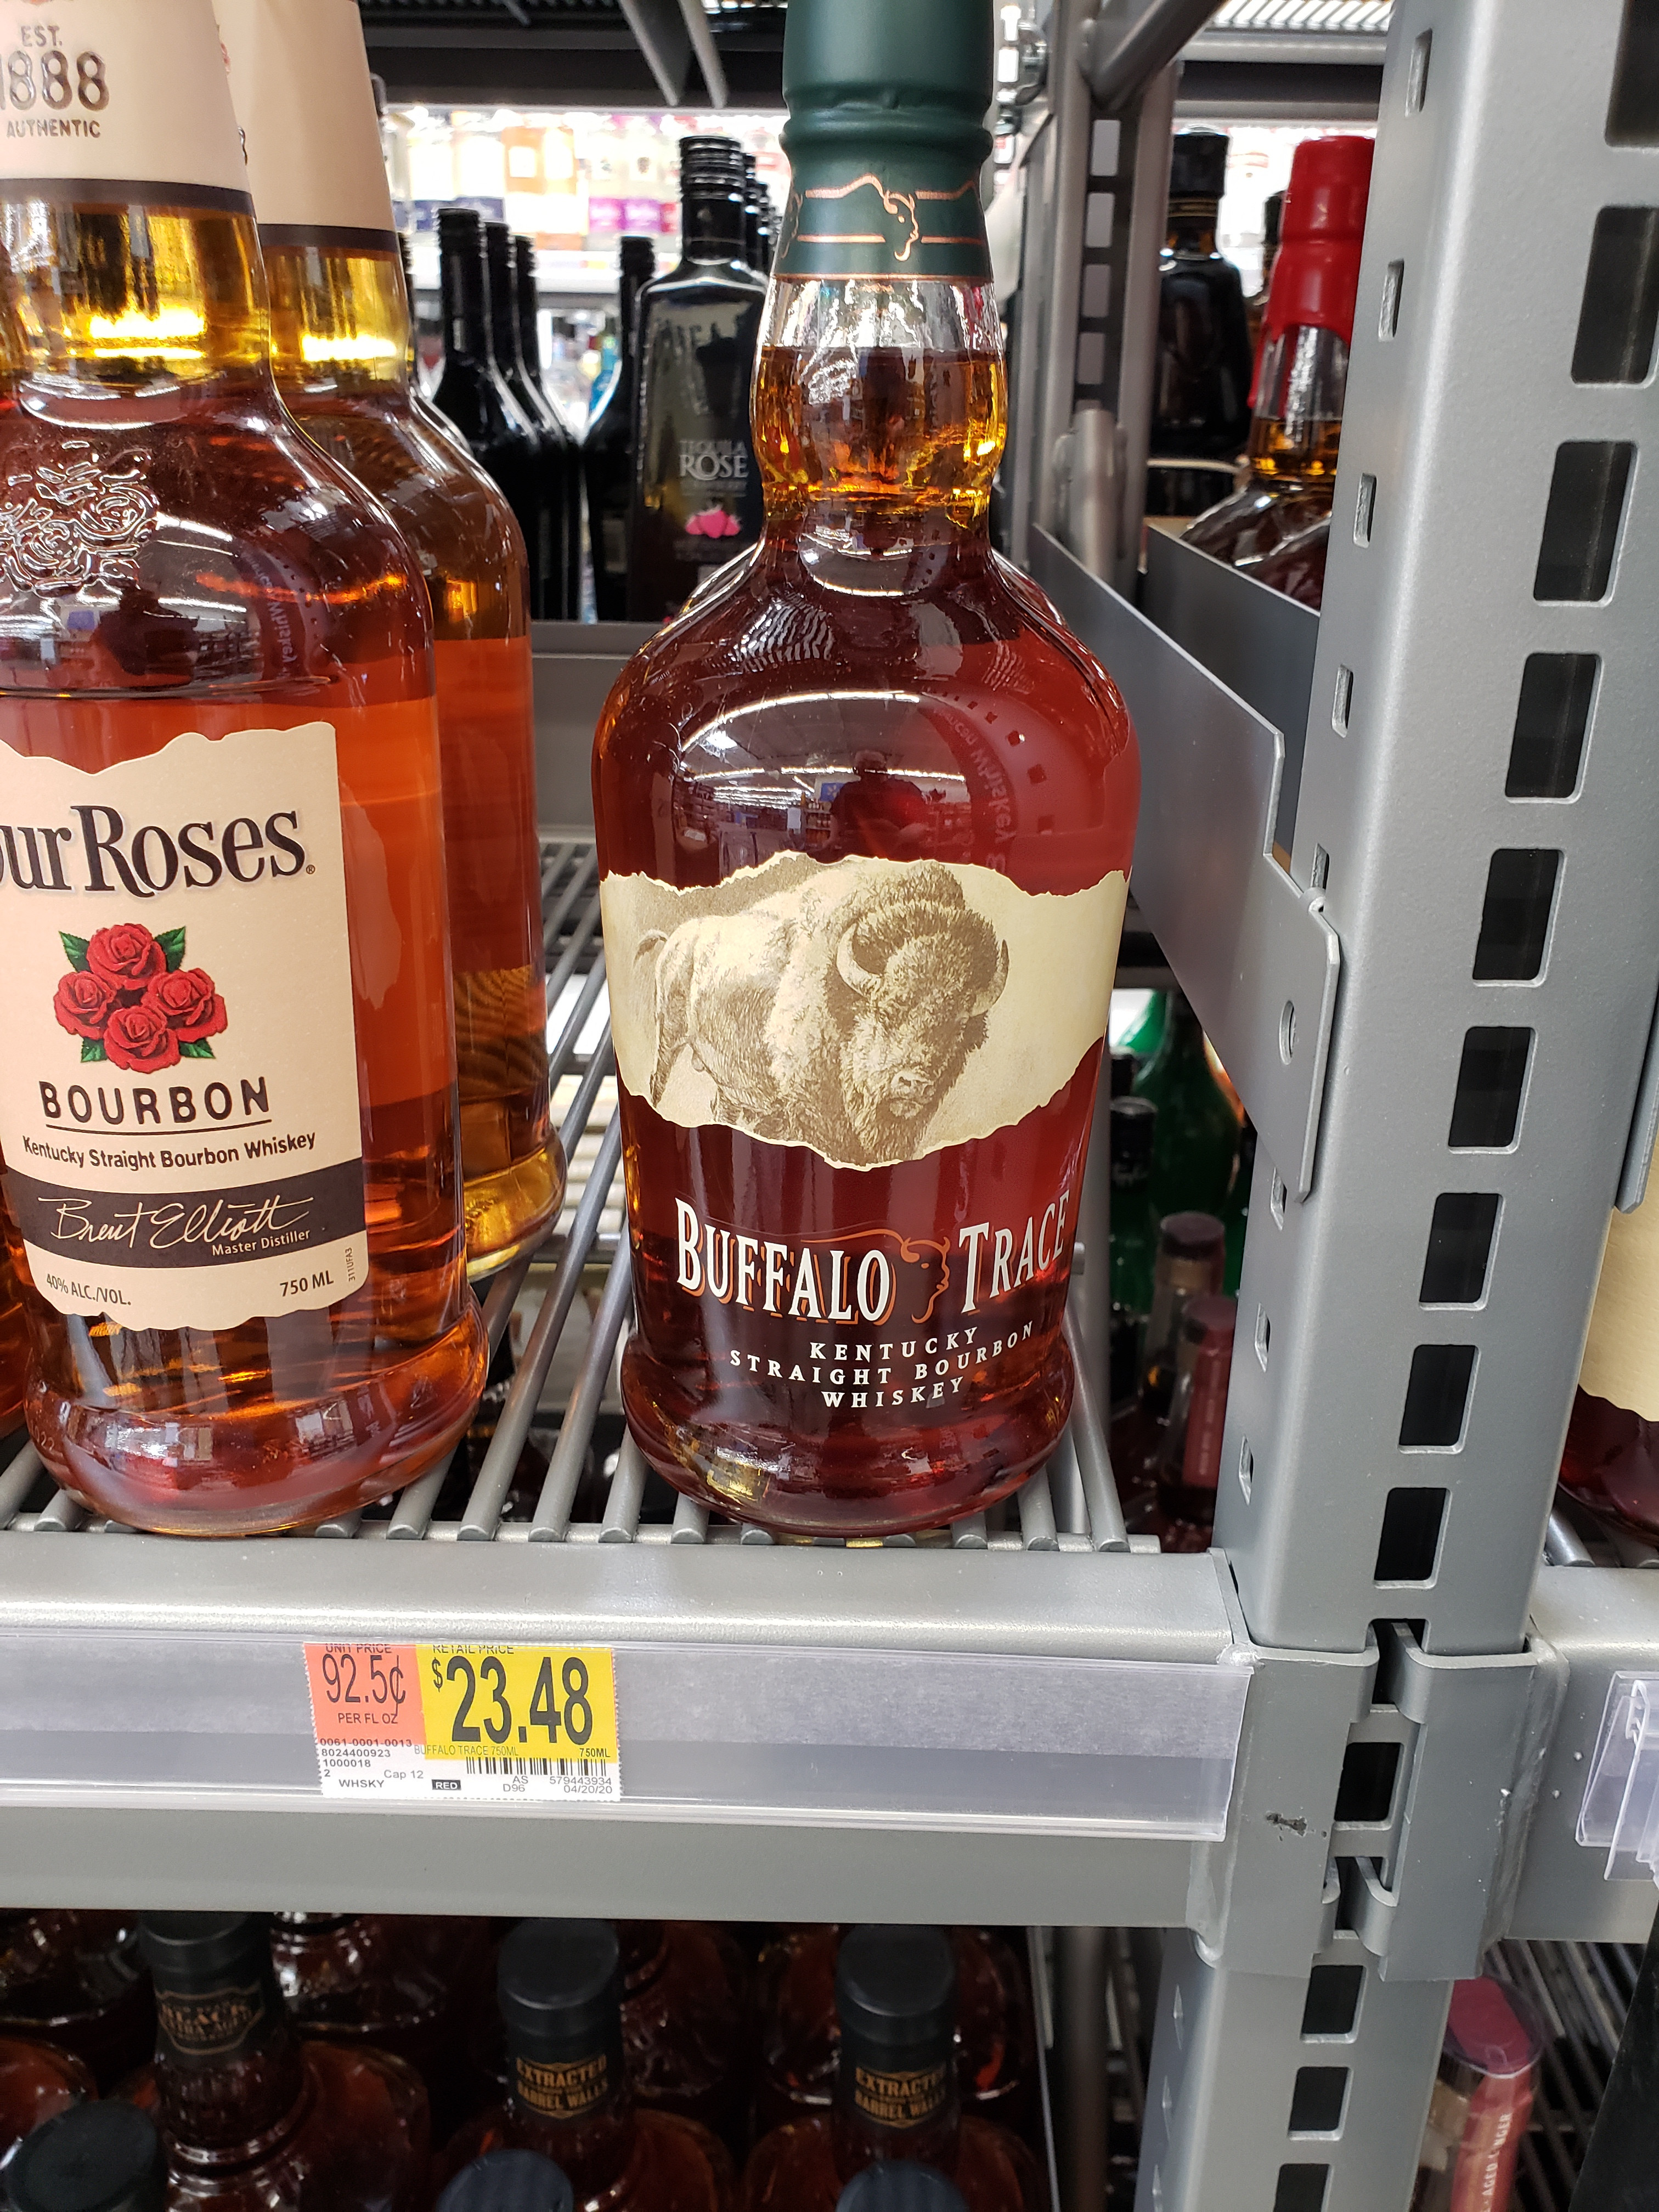 EST.
1888
AUTHENTIC
TEQUILA
ROSE
our Roses®
BOURBON
Kentucky Straight Bourbon Whiskey
Brent Elliott
Master Distiller
40% ALC./VOL.
750 ML
311UFA3
BUFFALO TRACE
KENTUCKY
STRAIGHT BOURBON
WHISKEY
UNIT PRICE
92.5¢
PER FL OZ
RETAIL PRICE
$23.48
BUFFALO TRACE 750ML
750ML
0061-0001-0013
8024400923
1000018
2
WHSKY
Cap 12
RED
AS
D96
579443934
04/20/20
BLACK
EXTRACTED
BARREL WALLS
EXTRACTED
BARREL WALLS